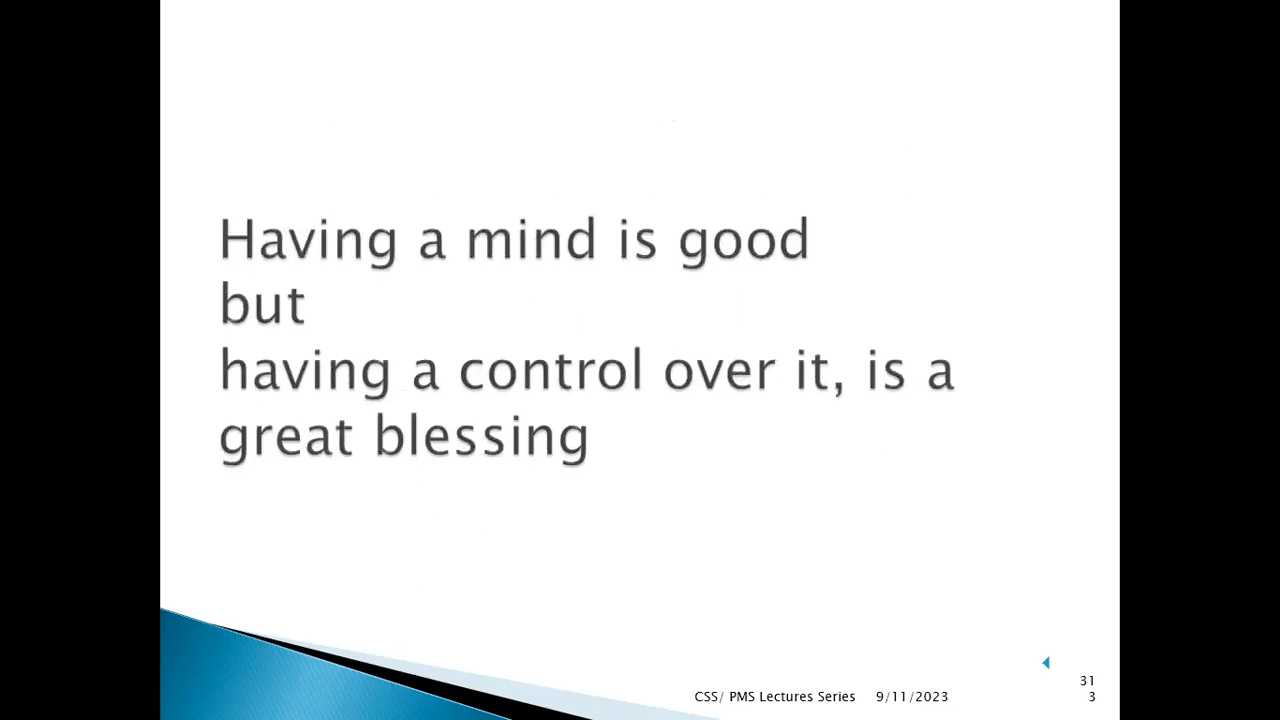 Having a mind is good
but
having a control over it, is a
great blessing
CSS/ PMS Lectures Series 9/11/2023
31
3